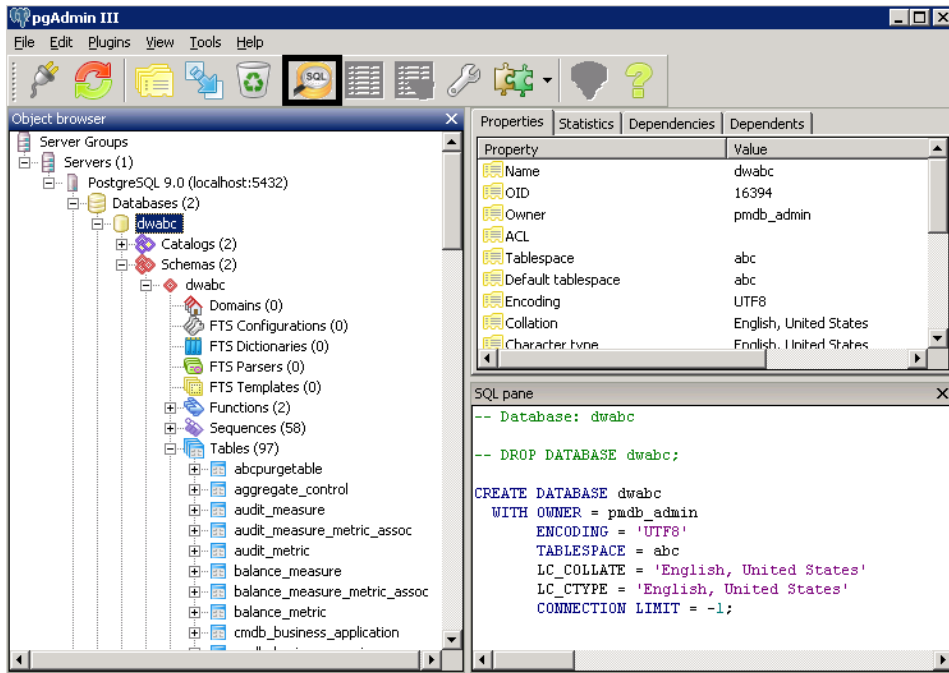 pgAdmin III
File Edit Plugins View Tools Help
SQL
Object browser
Server Groups
Servers (1)
PostgreSQL 9.0 (localhost:5432)
Databases (2)
dwabc
Catalogs (2)
Schemas (2)
dwabc
Domains (0)
FTS Configurations (0)
FTS Dictionaries (0)
FTS Parsers (0)
FTS Templates (0)
Functions (2)
Sequences (58)
Tables (97)
abcpurgetable
aggregate_control
audit_measure
audit_measure_metric_assoc
audit_metric
balance_measure
balance_measure_metric_assoc
balance_metric
cmdb_business_application
Properties Statistics Dependencies Dependents
Property Value
Name dwabc
OID 16394
Owner pmdb_admin
ACL
Tablespace abc
Default tablespace abc
Encoding UTF8
Collation English, United States
Character type English, United States
SQL pane
-- Database: dwabc
-- DROP DATABASE dwabc;
CREATE DATABASE dwabc
WITH OWNER = pmdb_admin
ENCODING = 'UTF8'
TABLESPACE = abc
LC_COLLATE = 'English, United States'
LC_CTYPE = 'English, United States'
CONNECTION LIMIT = -1;